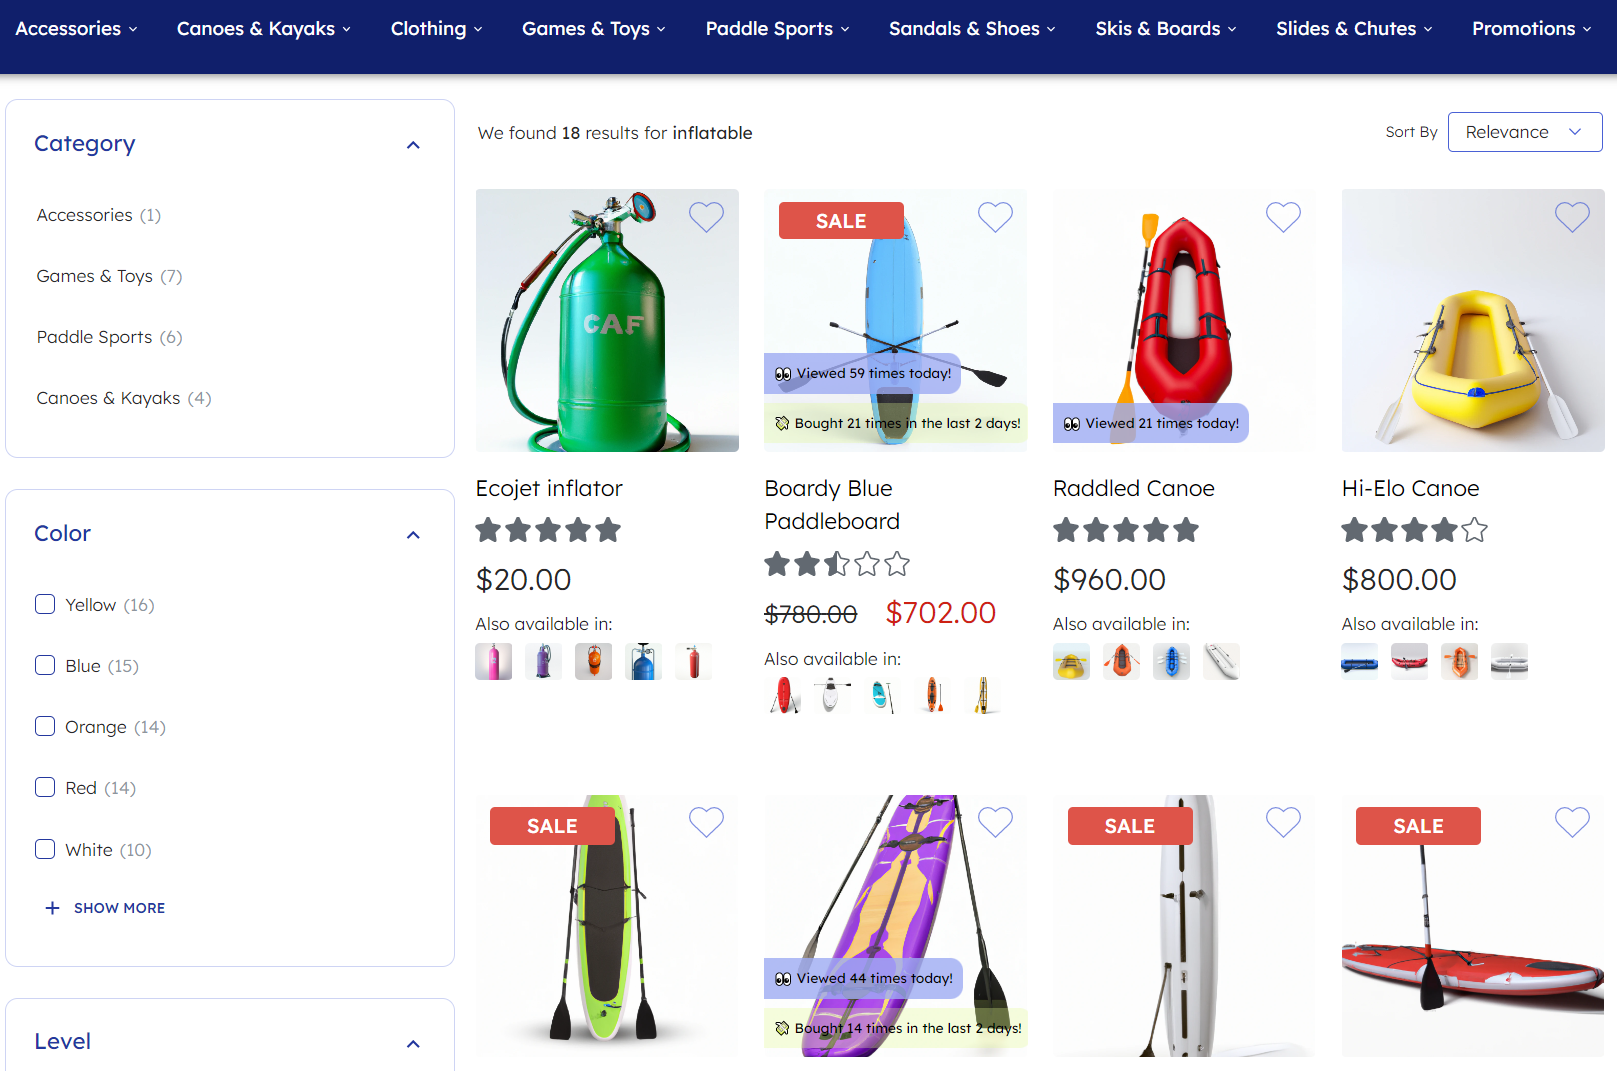 Accessories
Canoes & Kayaks
Clothing
Games & Toys
Paddle Sports
Sandals & Shoes
Skis & Boards
Slides & Chutes
Promotions
Category
Accessories (1)
Games & Toys (7)
Paddle Sports (6)
Canoes & Kayaks (4)
Color
Yellow (16)
Blue (15)
Orange (14)
Red (14)
White (10)
+ SHOW MORE
Level
We found 18 results for inflatable
Sort By Relevance
CAF
Ecojet inflator
$20.00
Also available in:
SALE
Viewed 59 times today!
Bought 21 times in the last 2 days!
Boardy Blue
Paddleboard
$780.00 $702.00
Also available in:
Viewed 21 times today!
Raddled Canoe
$960.00
Also available in:
Hi-Elo Canoe
$800.00
Also available in:
SALE
Viewed 44 times today!
Bought 14 times in the last 2 days!
SALE
SALE